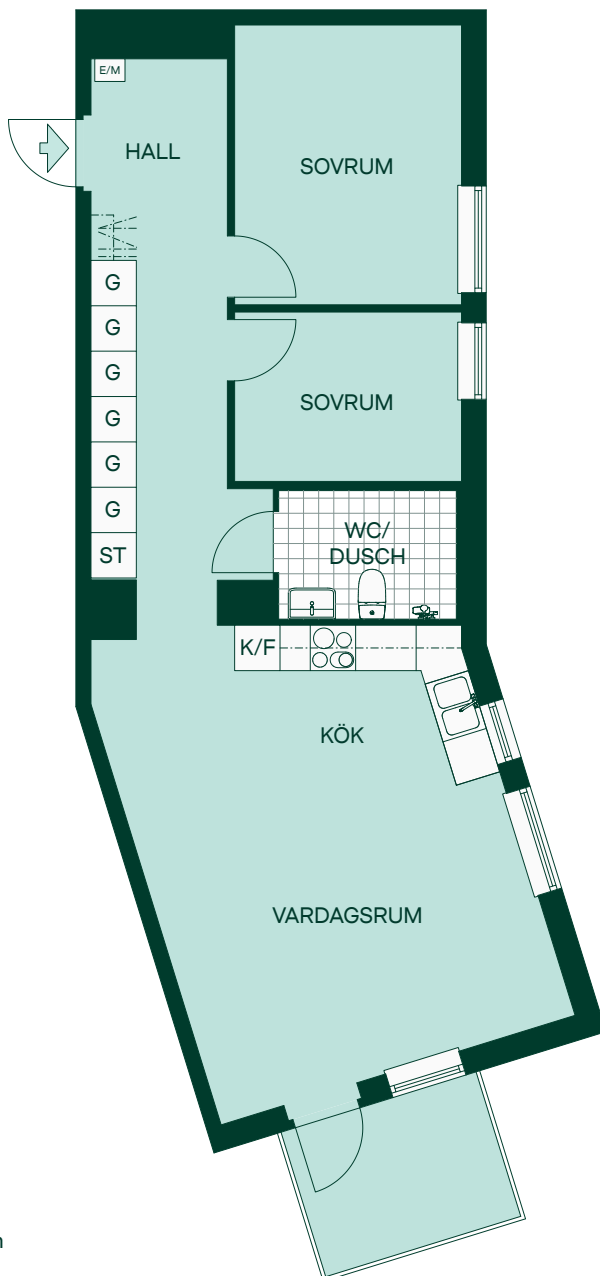 E/M
HALL
SOVRUM
G
G
G
SOVRUM
G
G
G
WC/
DUSCH
ST
K/F
KÖK
VARDAGSRUM